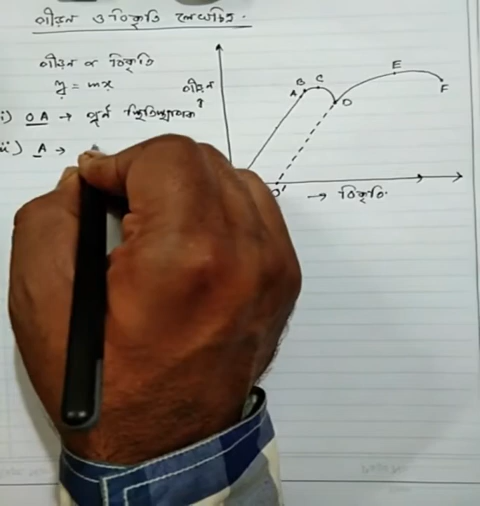 পীড়ন ও বিকৃতি লেখচিত্র.
পীড়ন ∝ বিকৃতি
y = mx
i) OA → পূর্ন স্থিতিস্থাপক
ii) A →
পীড়ন
↑
A
B
C
D
E
F
O'
→ বিকৃতি